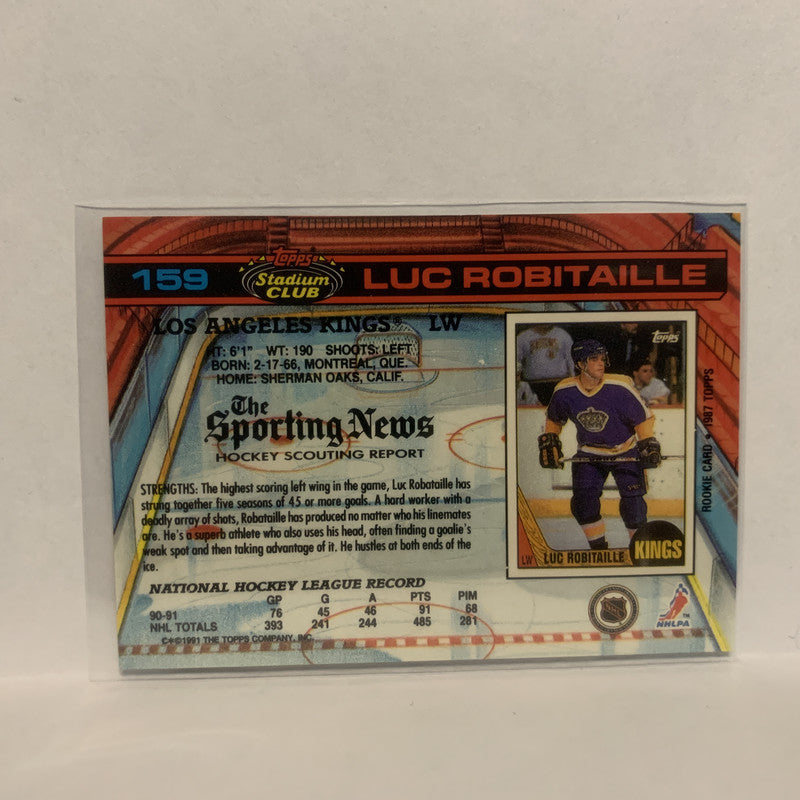 159 Topps Stadium CLUB LUC ROBITAILLE
LOS ANGELES KINGS® LW
HT: 6'1" WT: 190 SHOOTS: LEFT
BORN: 2-17-66, MONTREAL, QUE.
HOME: SHERMAN OAKS, CALIF.
The
Sporting News
HOCKEY SCOUTING REPORT
STRENGTHS: The highest scoring left wing in the game, Luc Robataille has
strung together five seasons of 45 or more goals. A hard worker with a
deadly array of shots, Robataille has produced no matter who his linemates
are. He's a superb athlete who also uses his head, often finding a goalie's
weak spot and then taking advantage of it. He hustles at both ends of the
ice.
NATIONAL HOCKEY LEAGUE RECORD
GP G A PTS PIM
90-91 76 45 46 91 68
NHL TOTALS 393 241 244 485 281
C*©1991 THE TOPPS COMPANY, INC.
Topps
LW LUC ROBITAILLE KINGS
ROOKIE CARD • 1987 TOPPS
NHL
NHLPA™